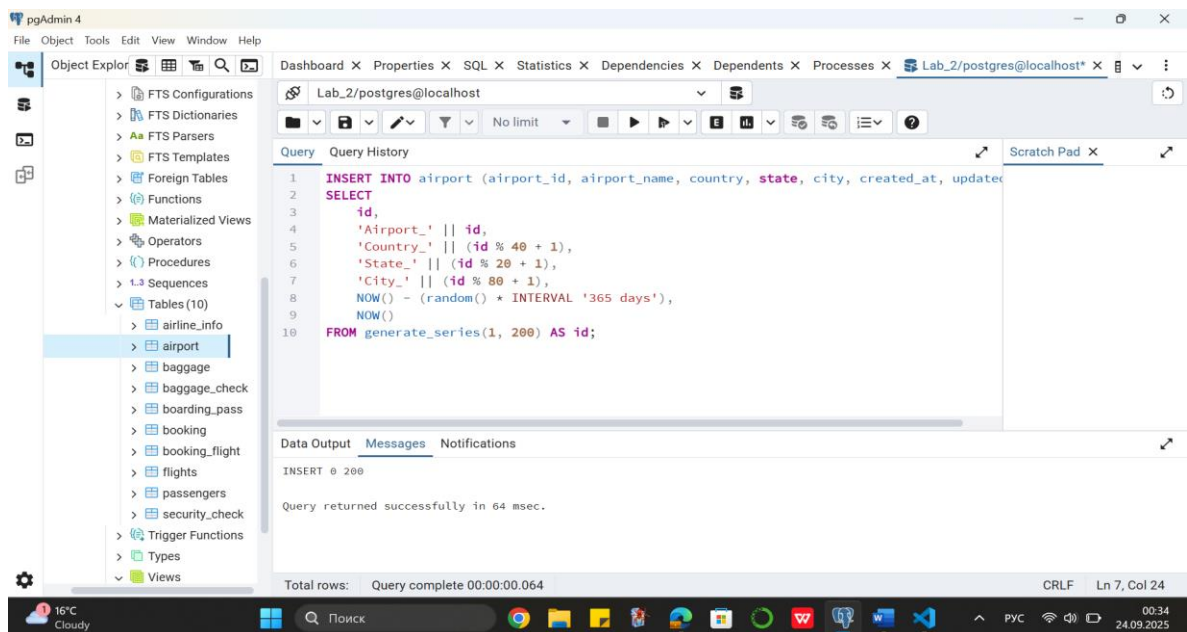 pgAdmin 4
File Object Tools Edit View Window Help
Object Explor
Dashboard X Properties X SQL X Statistics X Dependencies X Dependents X Processes X Lab_2/postgres@localhost* X
FTS Configurations
FTS Dictionaries
FTS Parsers
FTS Templates
Foreign Tables
Functions
Materialized Views
Operators
Procedures
1..3 Sequences
Tables (10)
airline_info
airport
baggage
baggage_check
boarding_pass
booking
booking_flight
flights
passengers
security_check
Trigger Functions
Types
Views
Lab_2/postgres@localhost
No limit
Query Query History
Scratch Pad X
1 INSERT INTO airport (airport_id, airport_name, country, state, city, created_at, updated
2 SELECT
3 id,
4 'Airport_' || id,
5 'Country_' || (id % 40 + 1),
6 'State_' || (id % 20 + 1),
7 'City_' || (id % 80 + 1),
8 NOW() - (random() * INTERVAL '365 days'),
9 NOW()
10 FROM generate_series(1, 200) AS id;
Data Output Messages Notifications
INSERT 0 200
Query returned successfully in 64 msec.
Total rows: Query complete 00:00:00.064
CRLF Ln 7, Col 24
1
16°C
Cloudy
Поиск
РУС
00:34
24.09.2025